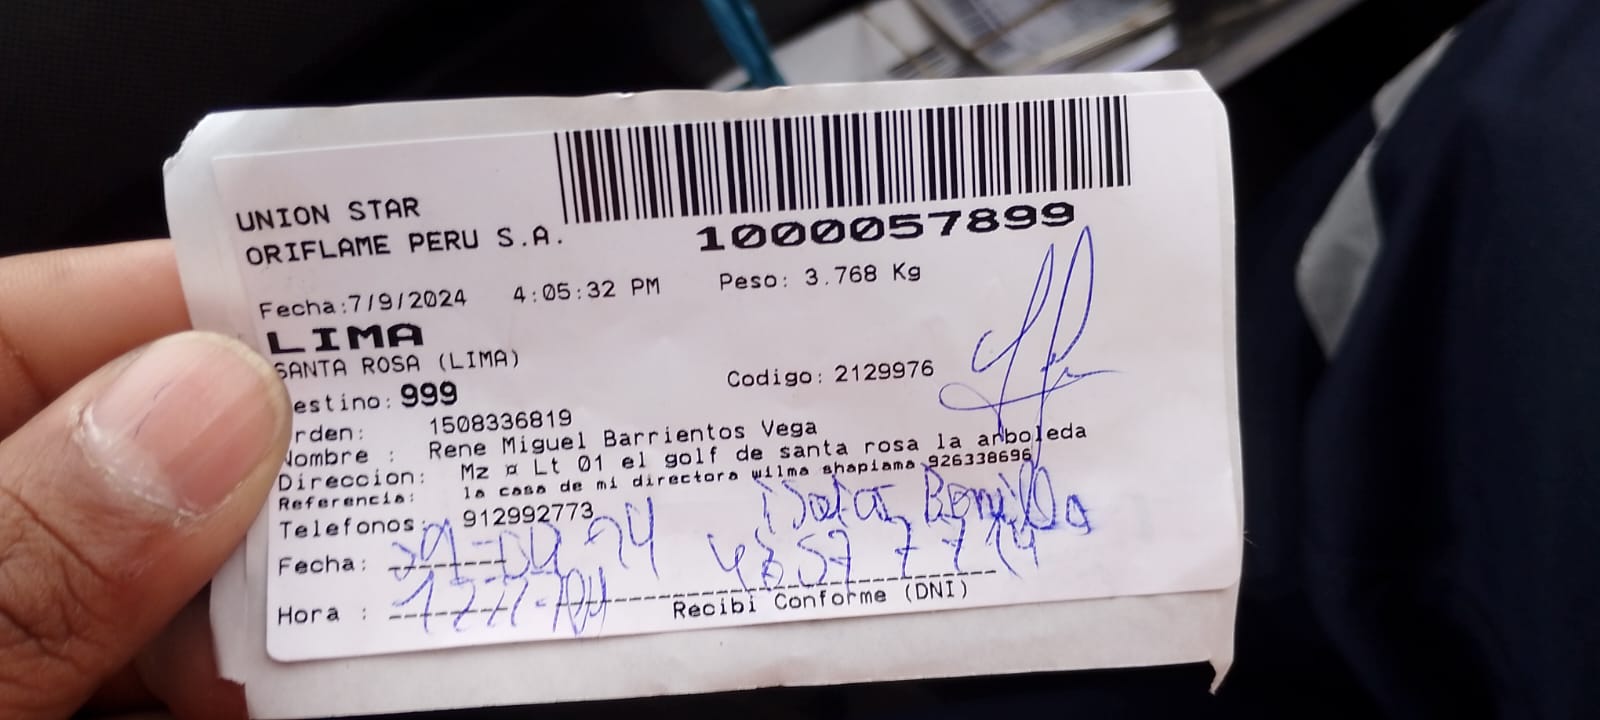 UNION STAR
ORIFLAME PERU S.A.
1000057899
Fecha:7/9/2024 4:05:32 PM Peso: 3.768 Kg
LIMA
SANTA ROSA (LIMA)
Codigo: 2129976
estino: 999
rden: 1508336819
Nombre : Rene Miguel Barrientos Vega
Direccion: Mz ¤ Lt 01 el golf de santa rosa la arboleda
Referencia: la casa de mi directora wilma shapiama 926338696
Telefonos: 912992773
Bonilla
Fecha:
Hora :
Recibi Conforme (DNI)